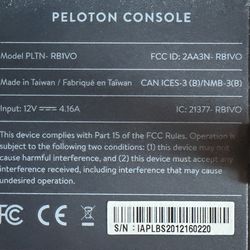 PELOTON CONSOLE
Model PLTN- RB1VO
FCC ID: 2AA3N- RB1VO
Made in Taiwan / Fabriqué en Taïwan
CAN ICES-3 (B)/NMB-3(B)
Input: 12V 4.16A
IC: 21377- RB1VO
This device complies with Part 15 of the FCC Rules. Operation is
subject to the following two conditions: (1) this device may not
cause harmful interference, and (2) this device must accept any
interference received, including interference that may cause
undesired operation.
FC CE
S/N : IAPLBS2012160220